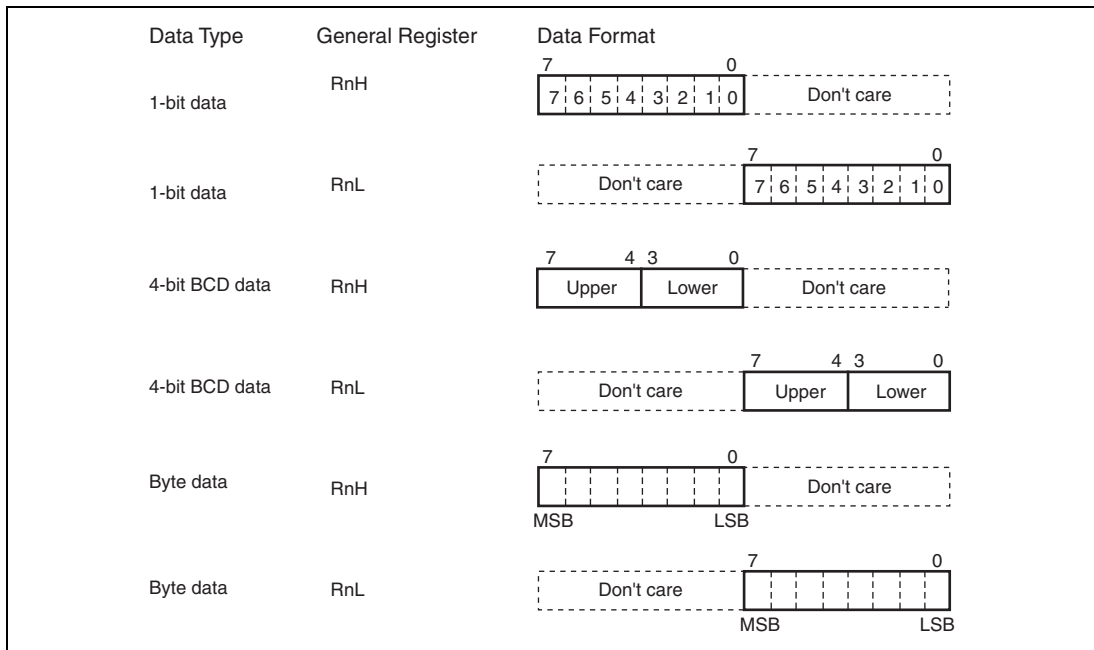 Data Type General Register Data Format
7 0
1-bit data RnH 7 6 5 4 3 2 1 0 Don't care
7 0
1-bit data RnL Don't care 7 6 5 4 3 2 1 0
7 4 3 0
4-bit BCD data RnH Upper Lower Don't care
7 4 3 0
4-bit BCD data RnL Don't care Upper Lower
7 0
Byte data RnH Don't care
MSB LSB
7 0
Byte data RnL Don't care
MSB LSB